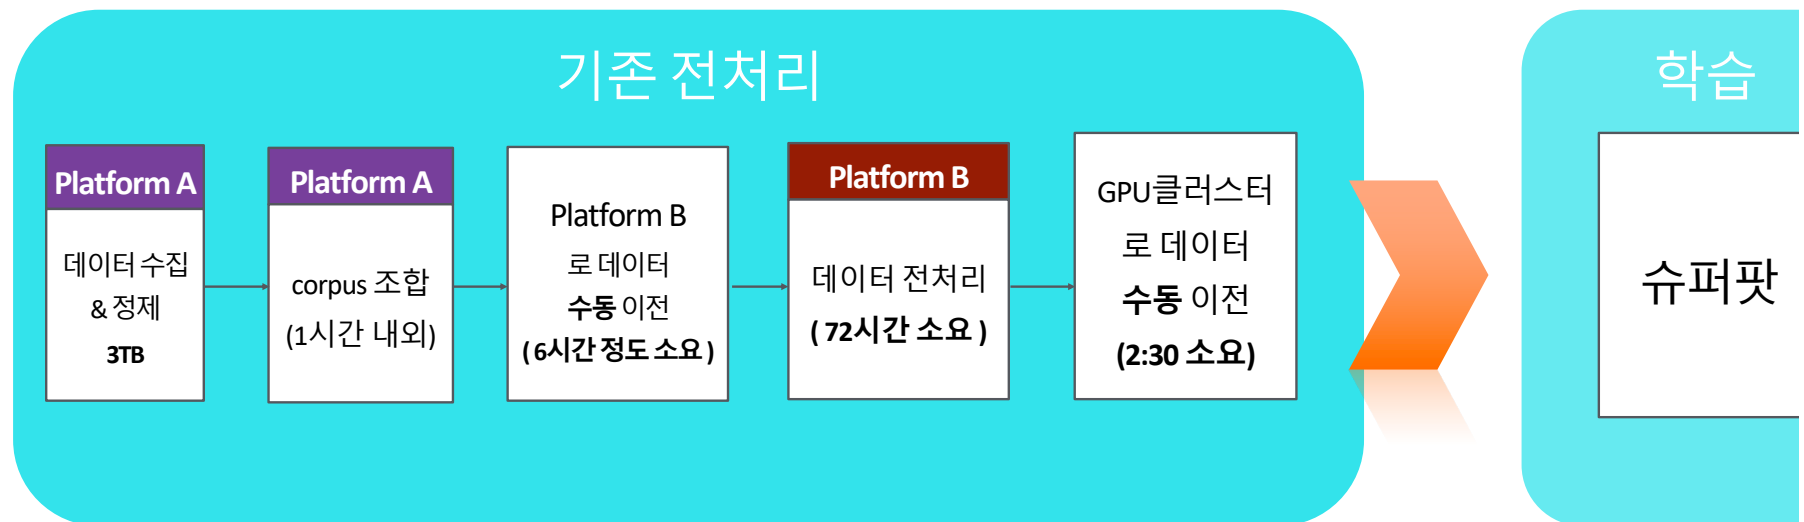 기존 전처리
Platform A
데이터 수집
& 정제
3TB
Platform A
corpus 조합
(1시간 내외)
Platform B
로 데이터
수동 이전
( 6시간 정도 소요 )
Platform B
데이터 전처리
( 72시간 소요 )
GPU클러스터
로 데이터
수동 이전
(2:30 소요)
학습
슈퍼팟